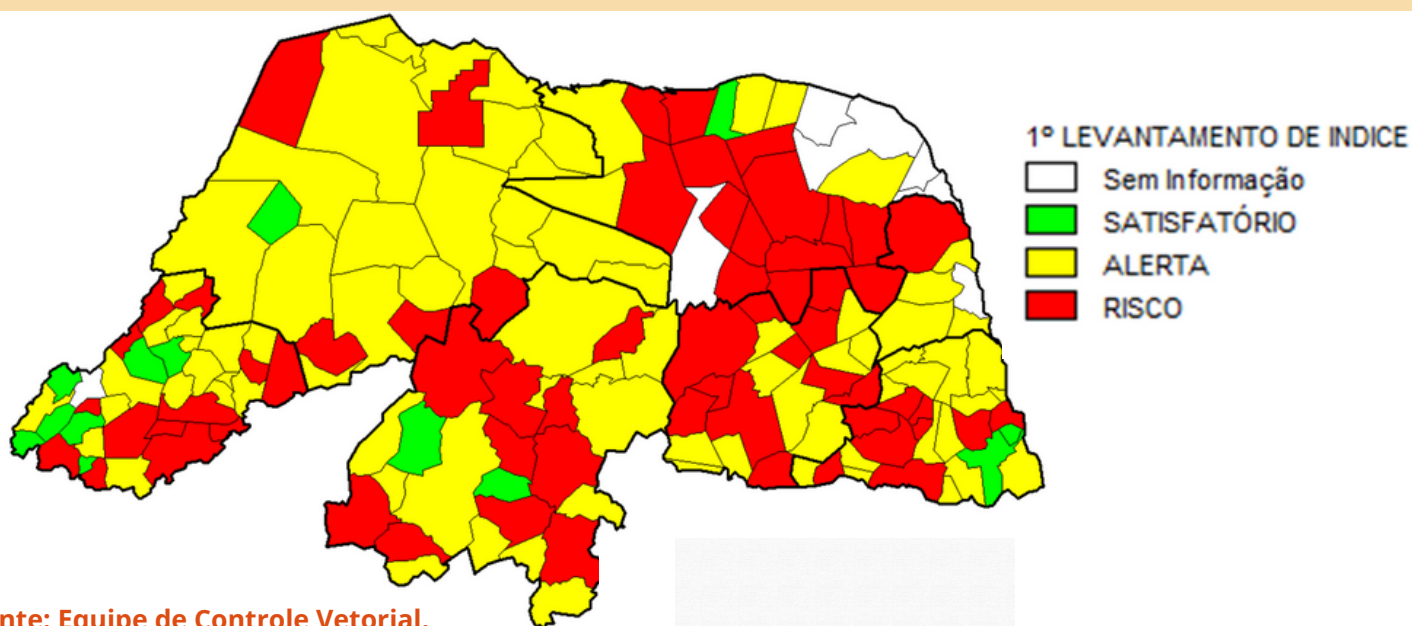 1º LEVANTAMENTO DE INDICE
Sem Informação
SATISFATÓRIO
ALERTA
RISCO
nte: Equipe de Controle Vetorial.